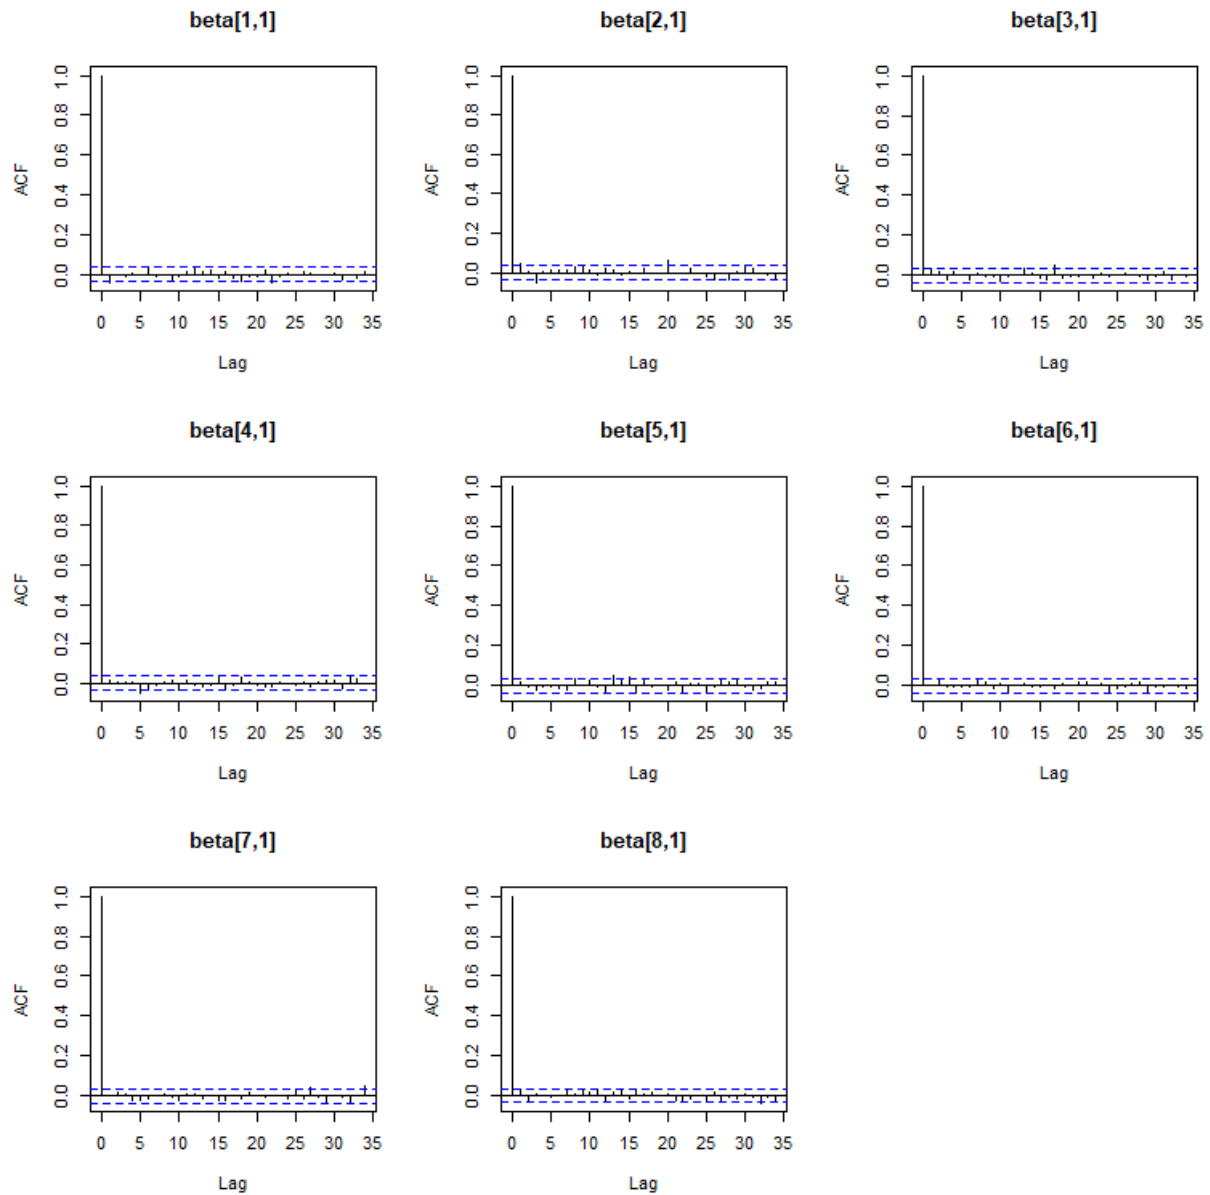 beta[1,1] beta[2,1] beta[3,1]
ACF ACF ACF
1.0 1.0 1.0
0.8 0.8 0.8
0.6 0.6 0.6
0.4 0.4 0.4
0.2 0.2 0.2
0.0 0.0 0.0
0 5 10 15 20 25 30 35 0 5 10 15 20 25 30 35 0 5 10 15 20 25 30 35
Lag Lag Lag
beta[4,1] beta[5,1] beta[6,1]
ACF ACF ACF
1.0 1.0 1.0
0.8 0.8 0.8
0.6 0.6 0.6
0.4 0.4 0.4
0.2 0.2 0.2
0.0 0.0 0.0
0 5 10 15 20 25 30 35 0 5 10 15 20 25 30 35 0 5 10 15 20 25 30 35
Lag Lag Lag
beta[7,1] beta[8,1]
ACF ACF
1.0 1.0
0.8 0.8
0.6 0.6
0.4 0.4
0.2 0.2
0.0 0.0
0 5 10 15 20 25 30 35 0 5 10 15 20 25 30 35
Lag Lag